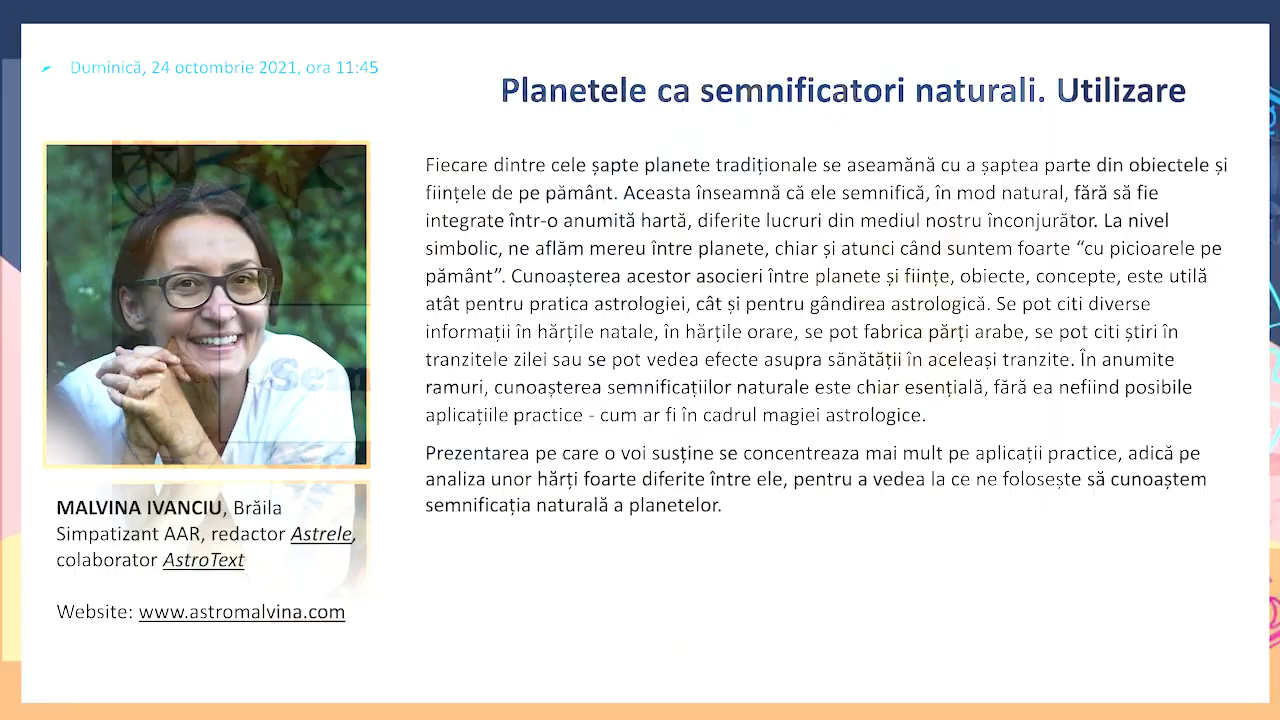 Duminică, 24 octombrie 2021, ora 11:45
Planetele ca semnificatori naturali. Utilizare
Fiecare dintre cele șapte planete tradiționale se aseamănă cu a șaptea parte din obiectele și
ființele de pe pământ. Aceasta înseamnă că ele semnifică, în mod natural, fără să fie
integrate într-o anumită hartă, diferite lucruri din mediul nostru înconjurător. La nivel
simbolic, ne aflăm mereu între planete, chiar și atunci când suntem foarte “cu picioarele pe
pământ”. Cunoașterea acestor asocieri între planete și ființe, obiecte, concepte, este utilă
atât pentru practica astrologiei, cât și pentru gândirea astrologică. Se pot citi diverse
informații în hărțile natale, în hărțile orare, se pot fabrica părți arabe, se pot citi știri în
tranzitele zilei sau se pot vedea efecte asupra sănătății în aceleași tranzite. În anumite
ramuri, cunoașterea semnificațiilor naturale este chiar esențială, fără ea nefiind posibile
aplicațiile practice - cum ar fi în cadrul magiei astrologice.
Prezentarea pe care o voi susține se concentreaza mai mult pe aplicații practice, adică pe
analiza unor hărți foarte diferite între ele, pentru a vedea la ce ne folosește să cunoaștem
semnificația naturală a planetelor.
MALVINA IVANCIU, Brăila
Simpatizant AAR, redactor Astrele,
colaborator AstroText
Website: www.astromalvina.com